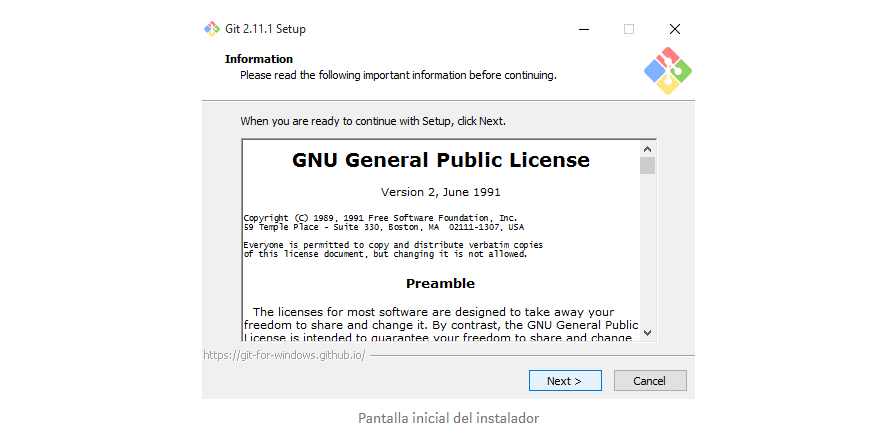 Git 2.11.1 Setup
Information
Please read the following important information before continuing.
When you are ready to continue with Setup, click Next.
GNU General Public License
Version 2, June 1991
Copyright (C) 1989, 1991 Free Software Foundation, Inc.
59 Temple Place - Suite 330, Boston, MA  02111-1307, USA
Everyone is permitted to copy and distribute verbatim copies
of this license document, but changing it is not allowed.
Preamble
The licenses for most software are designed to take away your
freedom to share and change it. By contrast, the GNU General Public
License is intended to guarantee your freedom to share and change
https://git-for-windows.github.io/
Next >
Cancel
Pantalla inicial del instalador